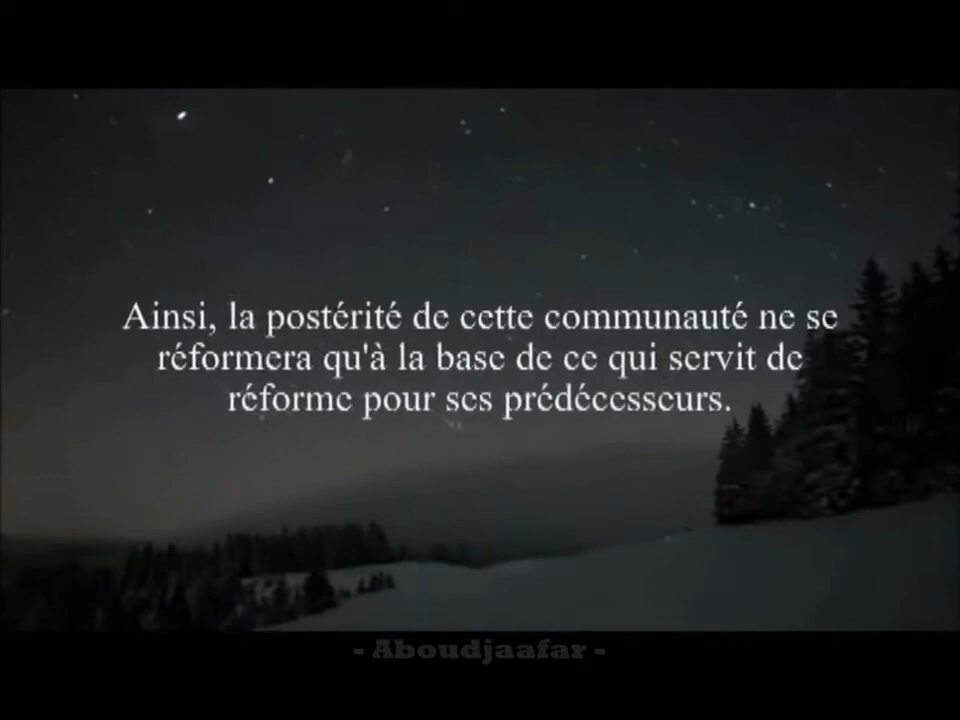 Ainsi, la postérité de cette communauté ne se
réformera qu'à la base de ce qui servit de
réforme pour ses prédécesseurs.
- Aboudjaafar -